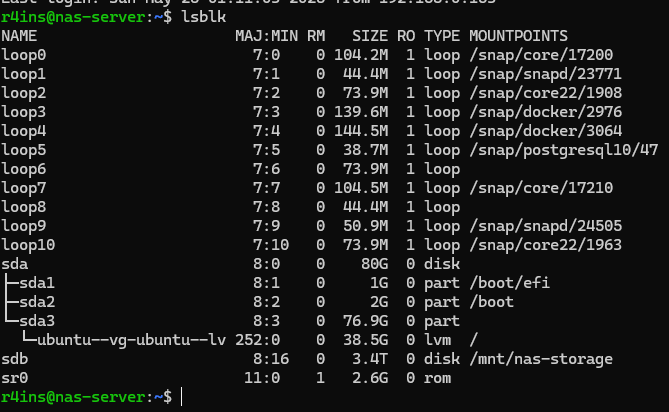 r4ins@nas-server:~$ lsblk
NAME                      MAJ:MIN RM   SIZE RO TYPE MOUNTPOINTS
loop0                       7:0    0 104.2M  1 loop /snap/core/17200
loop1                       7:1    0  44.4M  1 loop /snap/snapd/23771
loop2                       7:2    0  73.9M  1 loop /snap/core22/1908
loop3                       7:3    0 139.6M  1 loop /snap/docker/2976
loop4                       7:4    0 144.5M  1 loop /snap/docker/3064
loop5                       7:5    0  38.7M  1 loop /snap/postgresql10/47
loop6                       7:6    0  73.9M  1 loop
loop7                       7:7    0 104.5M  1 loop /snap/core/17210
loop8                       7:8    0  44.4M  1 loop
loop9                       7:9    0  50.9M  1 loop /snap/snapd/24505
loop10                      7:10   0  73.9M  1 loop /snap/core22/1963
sda                         8:0    0    80G  0 disk
├─sda1                      8:1    0     1G  0 part /boot/efi
├─sda2                      8:2    0     2G  0 part /boot
└─sda3                      8:3    0  76.9G  0 part
  └─ubuntu--vg-ubuntu--lv 252:0    0  38.5G  0 lvm  /
sdb                         8:16   0   3.4T  0 disk /mnt/nas-storage
sr0                        11:0    1   2.6G  0 rom
r4ins@nas-server:~$